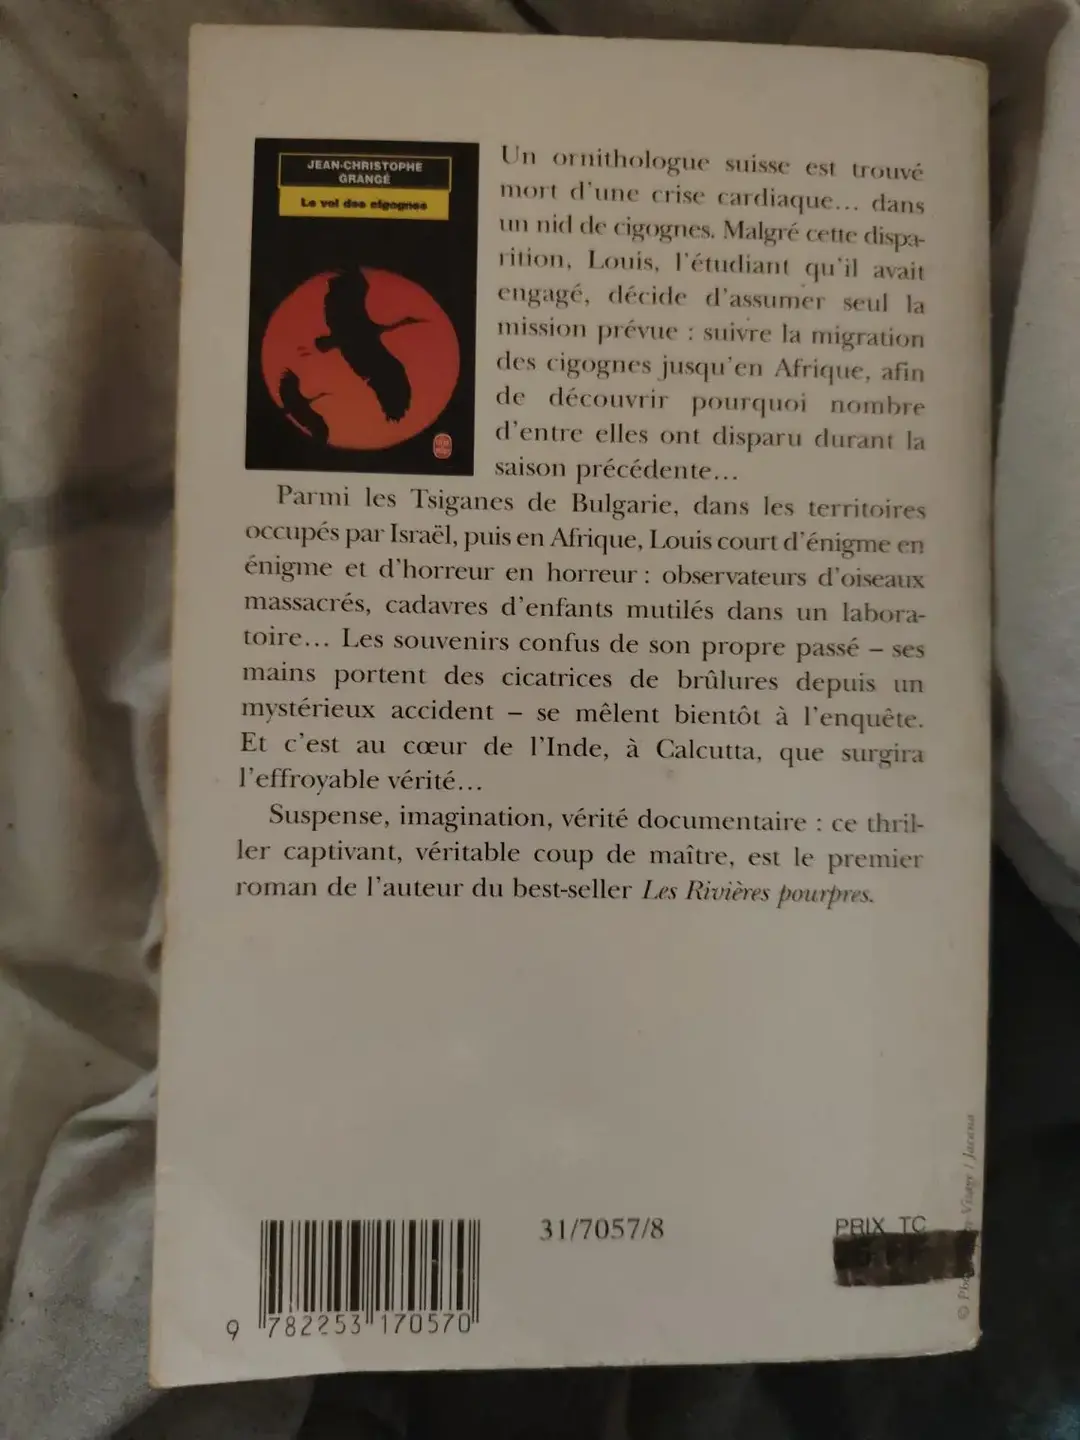 JEAN-CHRISTOPHE
GRANGÉ
Le vol des cigognes
Un ornithologue suisse est trouvé
mort d'une crise cardiaque... dans
un nid de cigognes. Malgré cette dispa-
rition, Louis, l'étudiant qu'il avait
engagé, décide d'assumer seul la
mission prévue : suivre la migration
des cigognes jusqu'en Afrique, afin
de découvrir pourquoi nombre
d'entre elles ont disparu durant la
saison précédente...
Parmi les Tsiganes de Bulgarie, dans les territoires
occupés par Israël, puis en Afrique, Louis court d'énigme en
énigme et d'horreur en horreur : observateurs d'oiseaux
massacrés, cadavres d'enfants mutilés dans un labora-
toire... Les souvenirs confus de son propre passé – ses
mains portent des cicatrices de brûlures depuis un
mystérieux accident – se mêlent bientôt à l'enquête.
Et c'est au cœur de l'Inde, à Calcutta, que surgira
l'effroyable vérité...
Suspense, imagination, vérité documentaire : ce thril-
ler captivant, véritable coup de maître, est le premier
roman de l'auteur du best-seller Les Rivières pourpres.
31/7057/8
PRIX TC
9 782253 170570